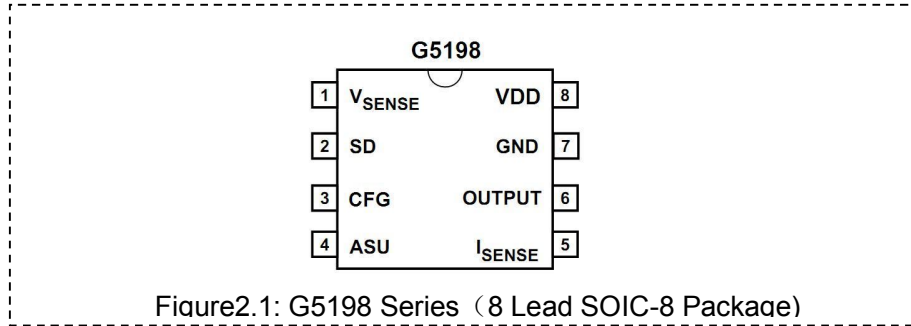 G5198
1 VSENSE VDD 8
2 SD GND 7
3 CFG OUTPUT 6
4 ASU ISENSE 5
Figure2.1: G5198 Series（8 Lead SOIC-8 Package)